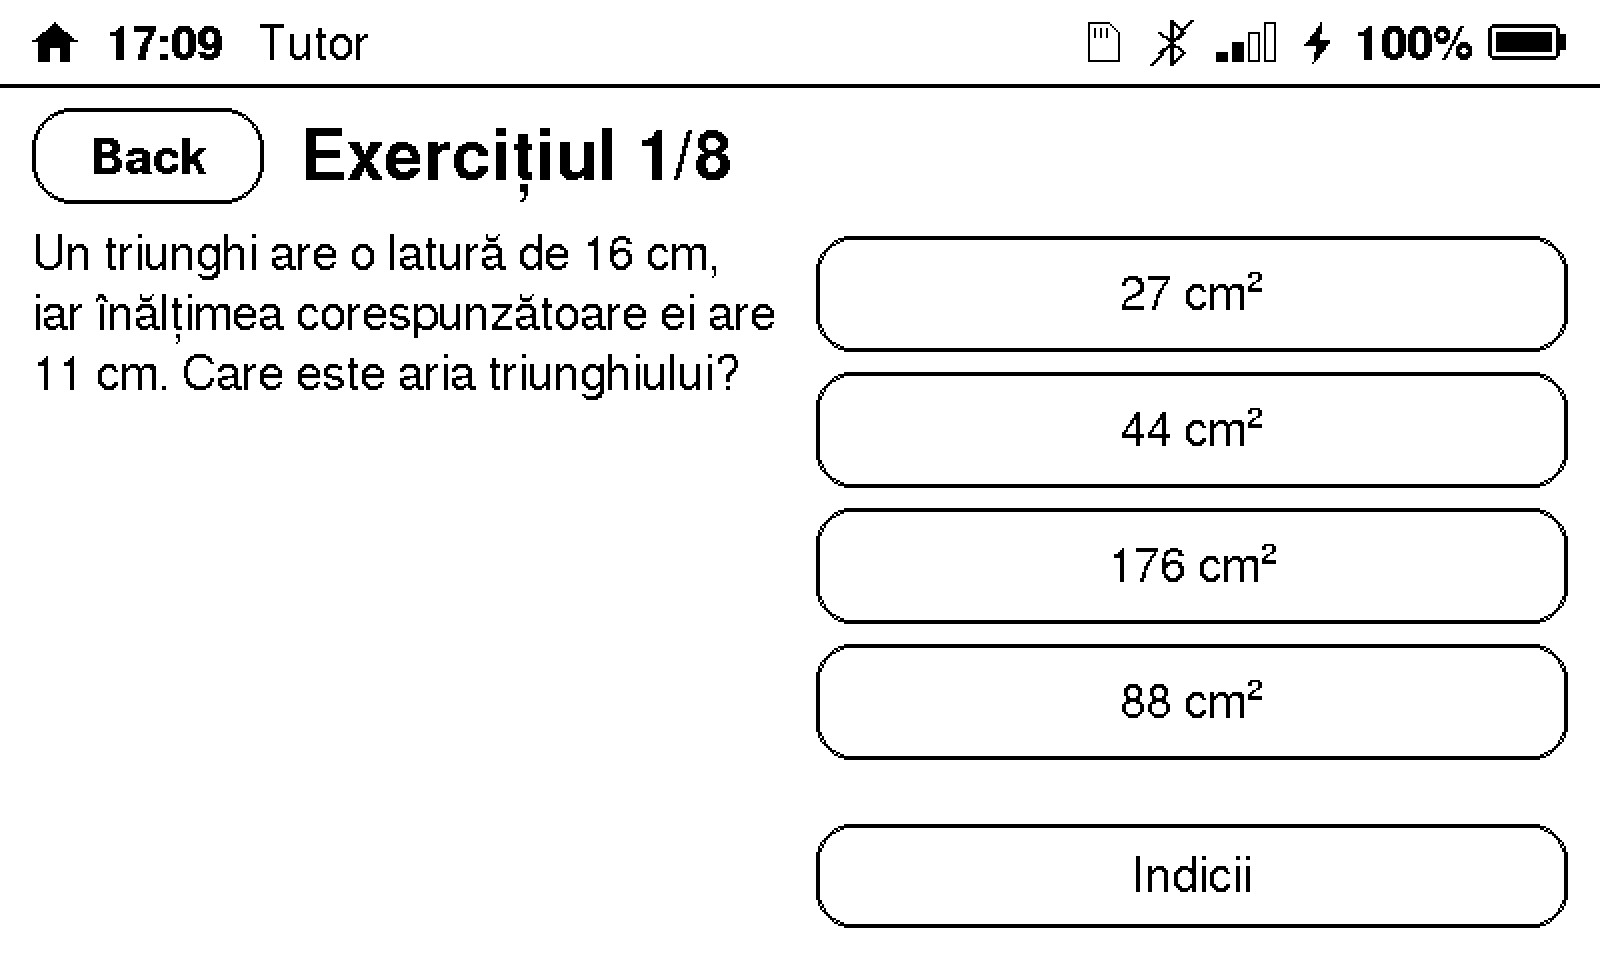 17:09 Tutor 100%
Back Exercițiul 1/8
Un triunghi are o latură de 16 cm,
iar înălțimea corespunzătoare ei are
11 cm. Care este aria triunghiului?
27 cm²
44 cm²
176 cm²
88 cm²
Indicii